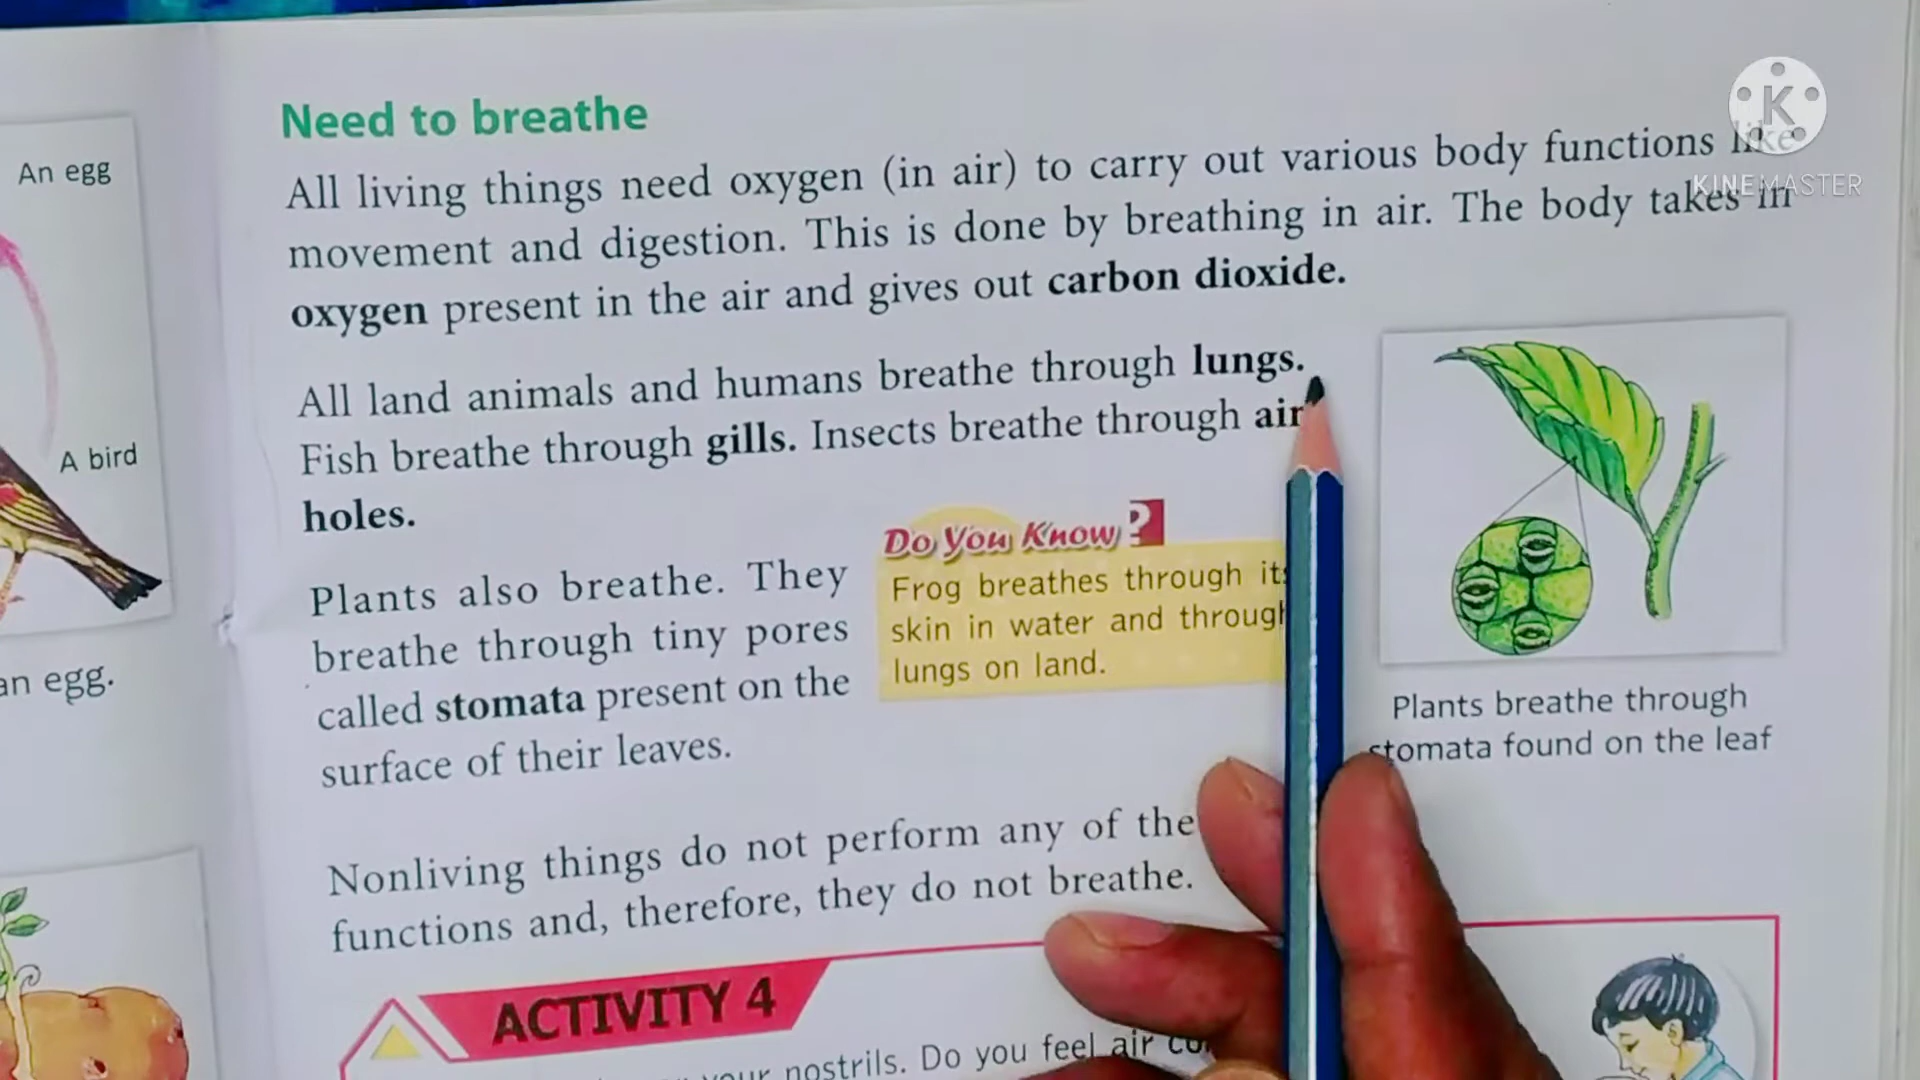 An egg
A bird
an egg.
Need to breathe
All living things need oxygen (in air) to carry out various body functions like
movement and digestion. This is done by breathing in air. The body takes in
oxygen present in the air and gives out carbon dioxide.
All land animals and humans breathe through lungs.
Fish breathe through gills. Insects breathe through air
holes.
Plants also breathe. They
breathe through tiny pores
called stomata present on the
surface of their leaves.
Do You Know?
Frog breathes through its
skin in water and through
lungs on land.
Plants breathe through
stomata found on the leaf
Nonliving things do not perform any of the
functions and, therefore, they do not breathe.
ACTIVITY 4
your nostrils. Do you feel air
K
KINEMASTER